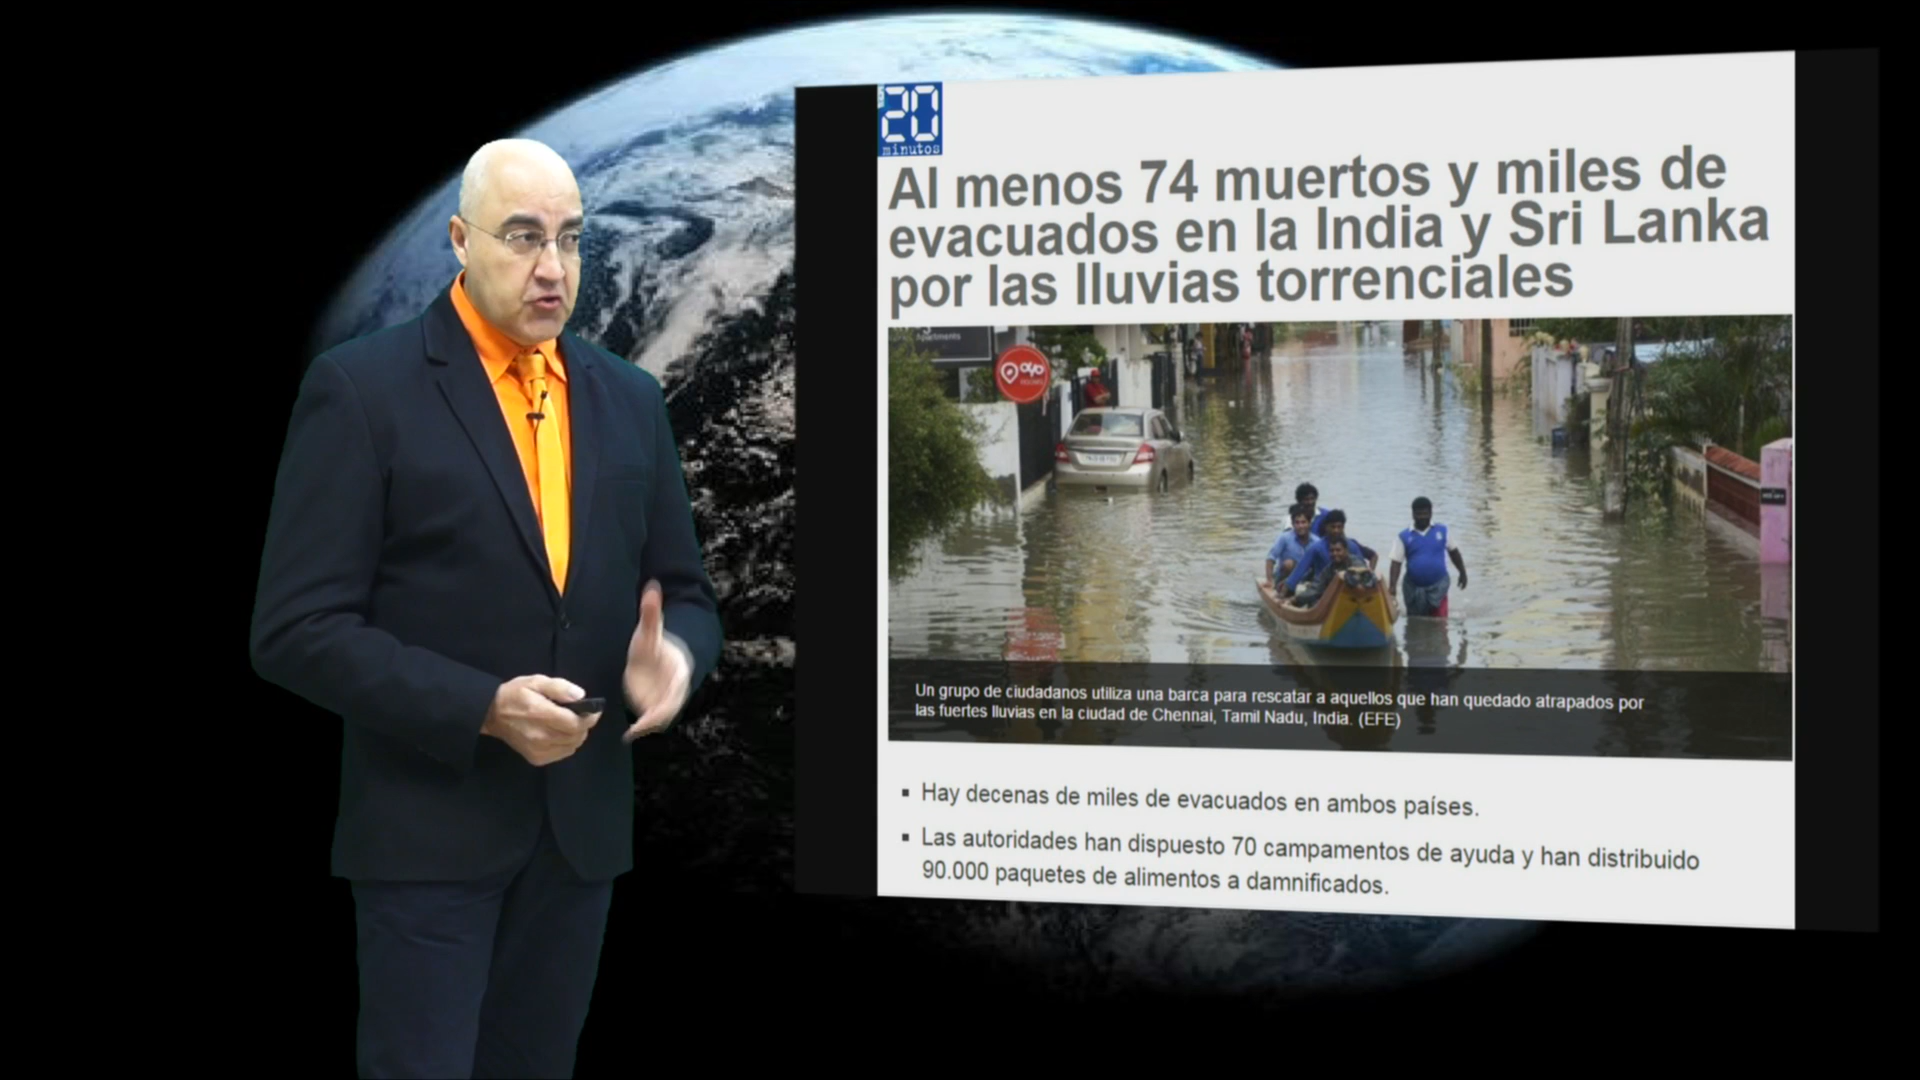 20
minutos
Al menos 74 muertos y miles de
evacuados en la India y Sri Lanka
por las lluvias torrenciales
Apartments
oyo
Un grupo de ciudadanos utiliza una barca para rescatar a aquellos que han quedado atrapados por
las fuertes lluvias en la ciudad de Chennai, Tamil Nadu, India. (EFE)
▪ Hay decenas de miles de evacuados en ambos países.
▪ Las autoridades han dispuesto 70 campamentos de ayuda y han distribuido
90.000 paquetes de alimentos a damnificados.